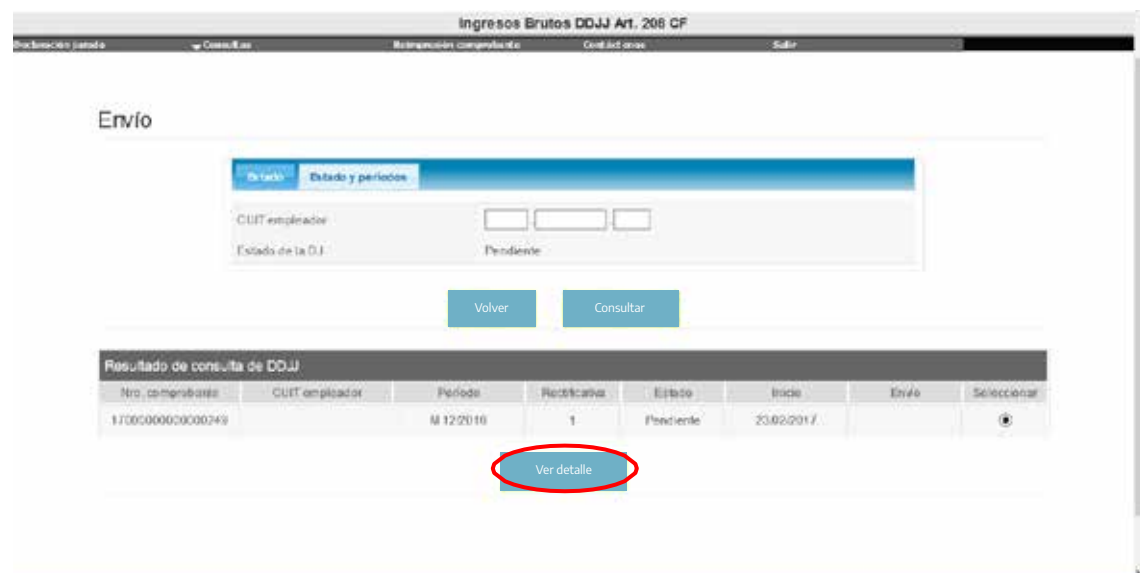 Ingresos Brutos DDJJ Art. 208 CF
Declaración jurada Consultas Reimpresión comprobante Contáctenos Salir
Envío
Estado Estado y períodos
CUIT empleador
Estado de la DJ Pendiente
Volver Consultar
Resultado de consulta de DDJJ
Nro. comprobante CUIT empleador Período Rectificativa Estado Inicio Envío Seleccionar
M 12/2016 1 Pendiente 23/02/2017
Ver detalle